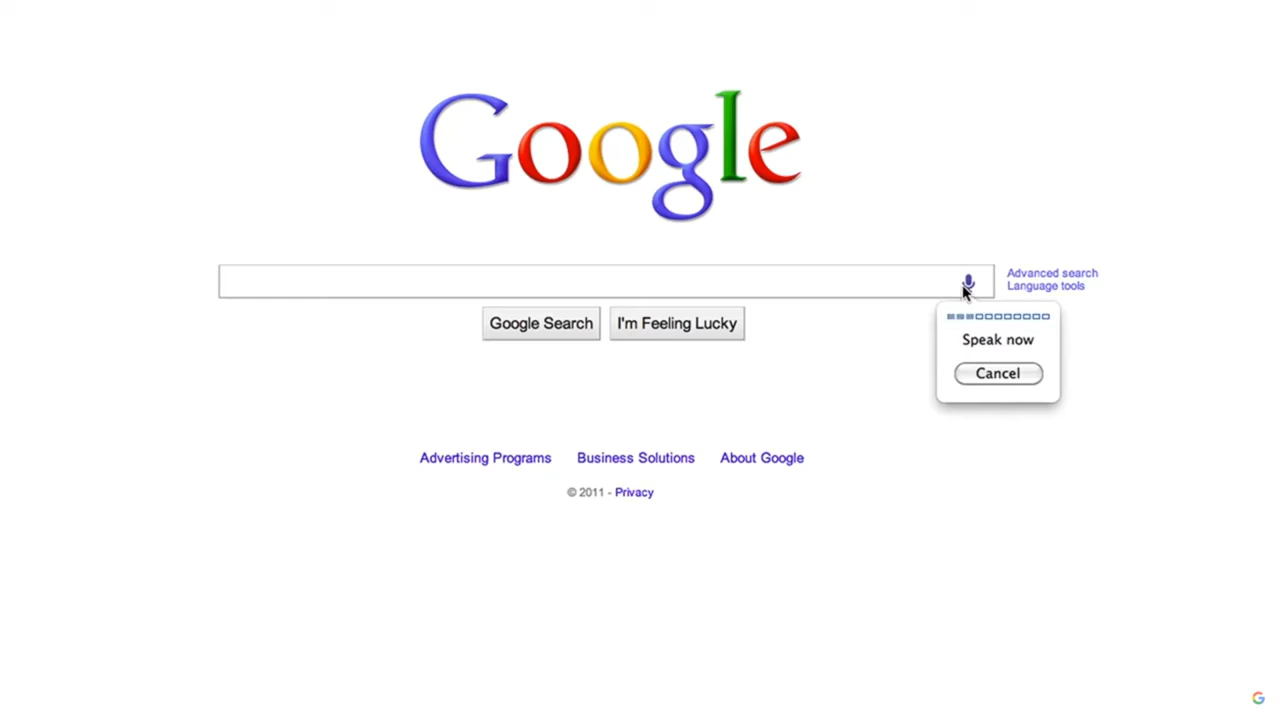 Google
Advanced search
Language tools
Google Search I'm Feeling Lucky
Speak now
Cancel
Advertising Programs Business Solutions About Google
© 2011 - Privacy
G